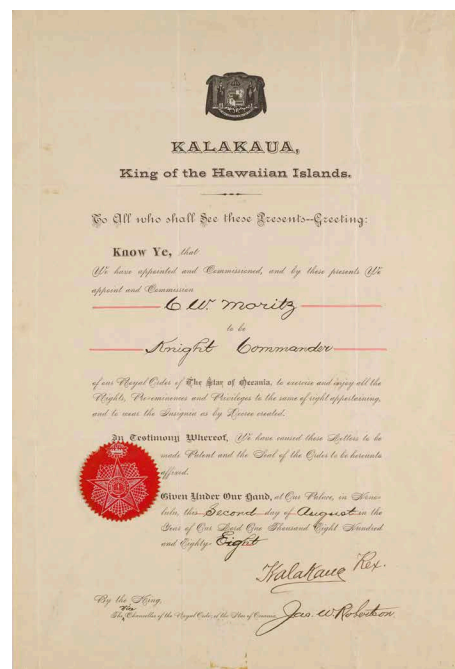 KALAKAUA,
King of the Hawaiian Islands.
To All who shall See these Presents--Greeting:
Know Ye, that
We have appointed and Commissioned, and by these presents We
appoint and Commission
C. W. Moritz
to be
Knight Commander
of our Royal Order of The Star of Oceania, to exercise and enjoy all the
Rights, Pre-eminences and Privileges to the same of right appertaining,
and to wear the Insignia as by Decree created.
In Testimony Whereof, We have caused these Letters to be
made Patent and the Seal of the Order to be hereunto
affixed.
Given Under Our Hand, at Our Palace, in Hono-
lulu, this Second day of August in the
Year of Our Lord One Thousand Eight Hundred
and Eighty- Eight
Kalakaua Rex.
By the King,
Vice
The Chancellor of the Royal Order of the Star of Oceania.
Jas. W. Robertson